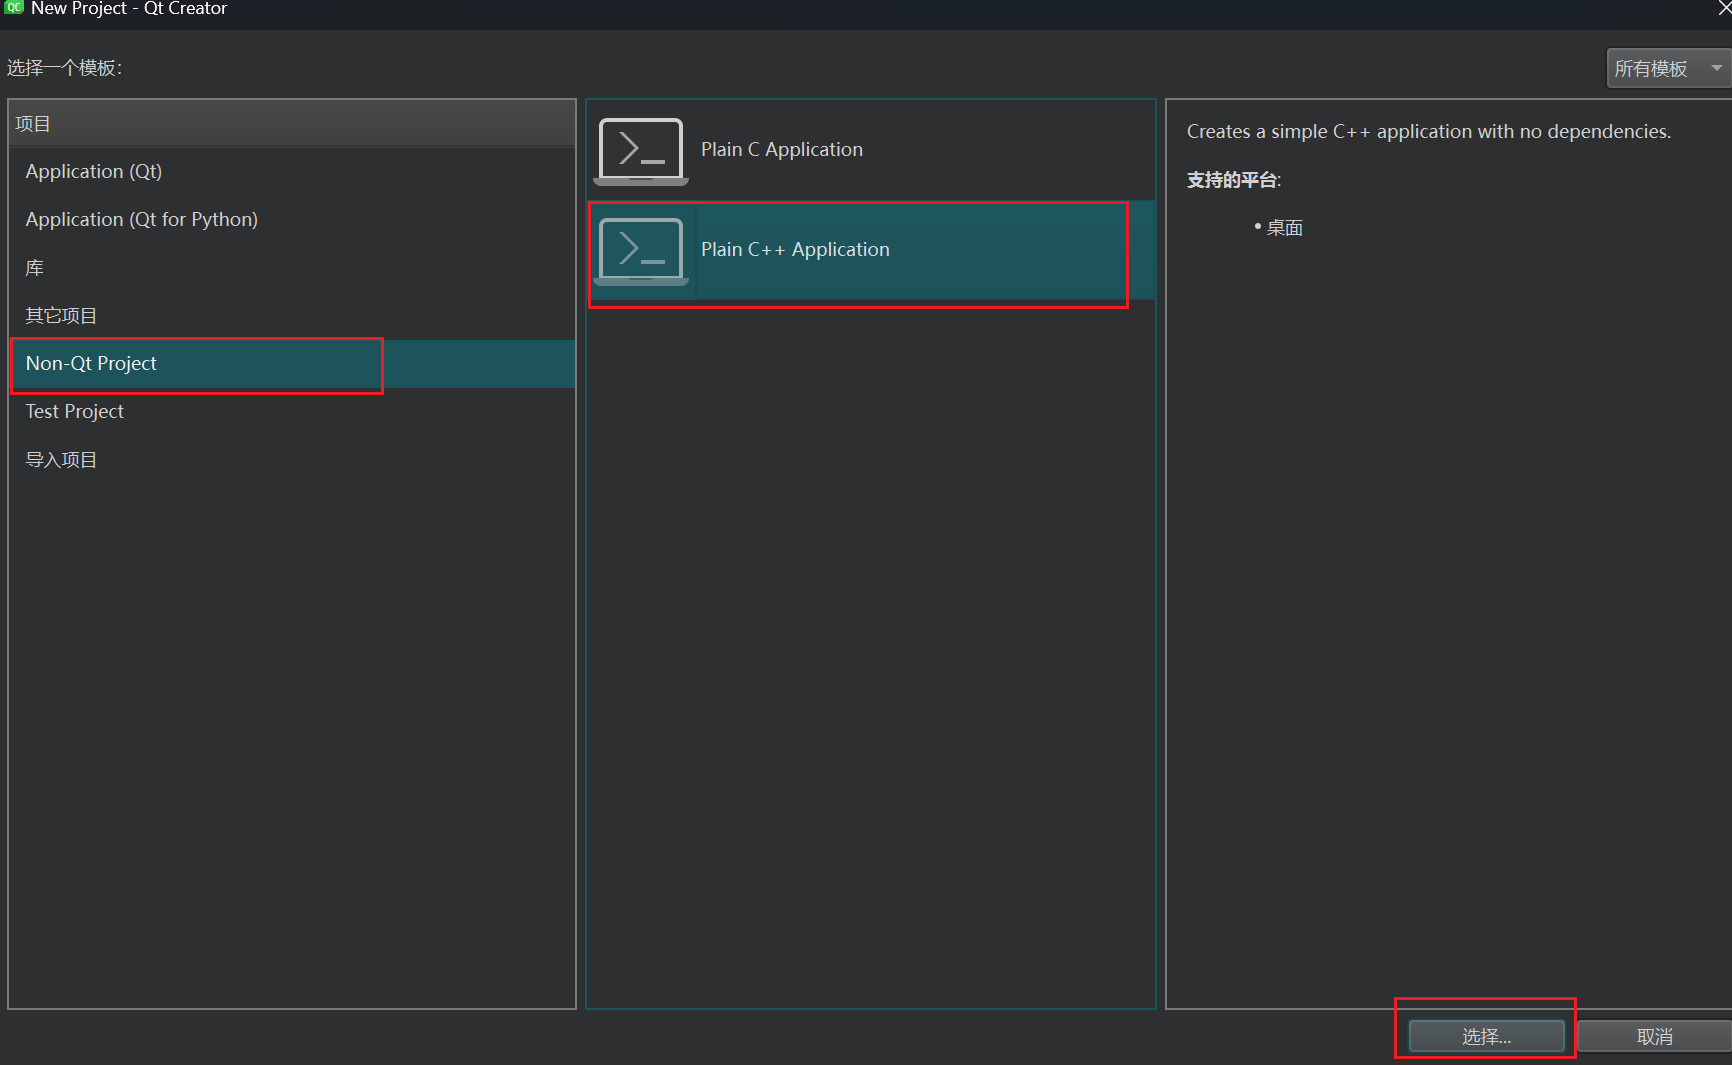 QC New Project - Qt Creator
选择一个模板:
所有模板
项目
Application (Qt)
Application (Qt for Python)
库
其它项目
Non-Qt Project
Test Project
导入项目
Plain C Application
Plain C++ Application
Creates a simple C++ application with no dependencies.
支持的平台:
• 桌面
选择...
取消